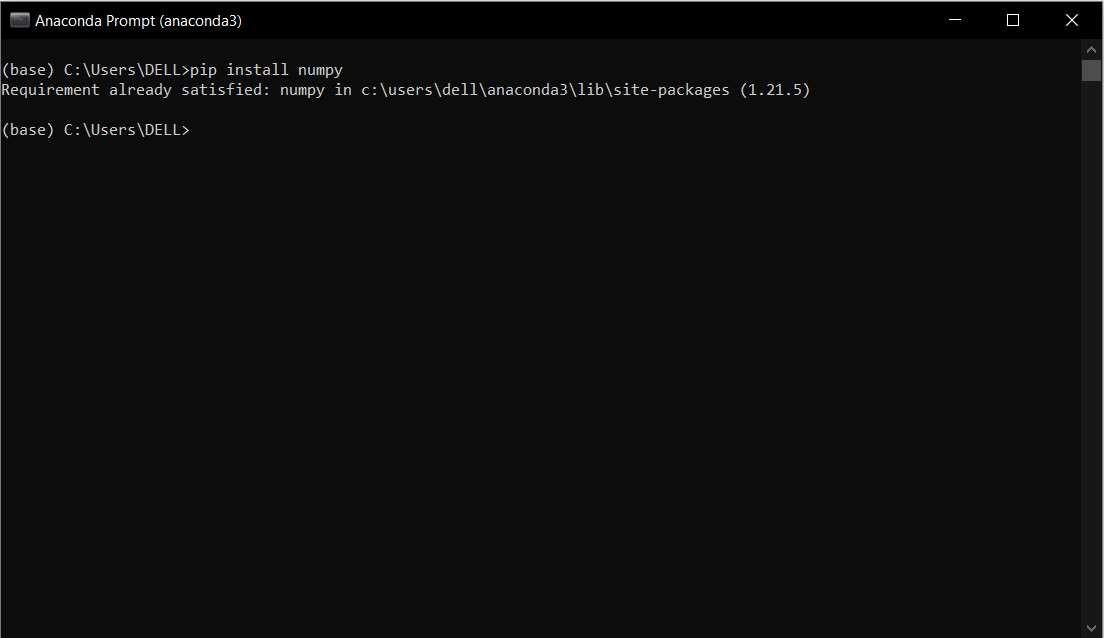 Anaconda Prompt (anaconda3)
(base) C:\Users\DELL>pip install numpy
Requirement already satisfied: numpy in c:\users\dell\anaconda3\lib\site-packages (1.21.5)
(base) C:\Users\DELL>